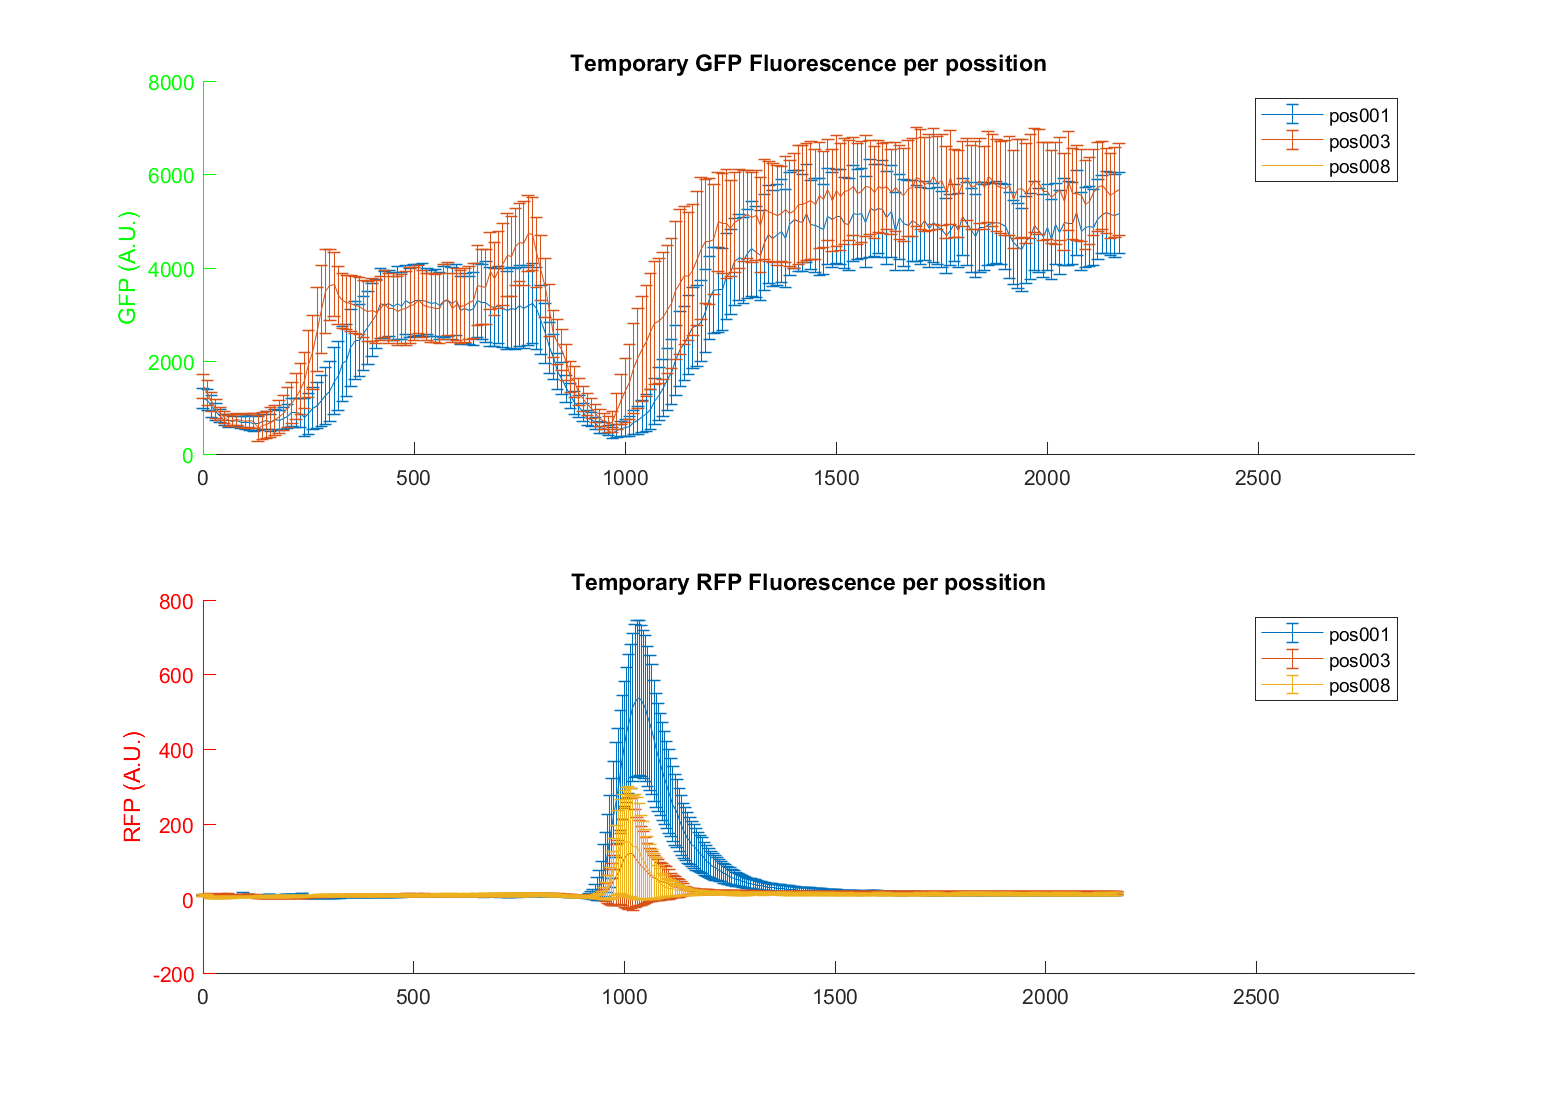 Temporary GFP Fluorescence per possition
8000
6000
4000
2000
0
GFP (A.U.)
0 500 1000 1500 2000 2500
pos001
pos003
pos008
Temporary RFP Fluorescence per possition
800
600
400
200
0
-200
RFP (A.U.)
0 500 1000 1500 2000 2500
pos001
pos003
pos008